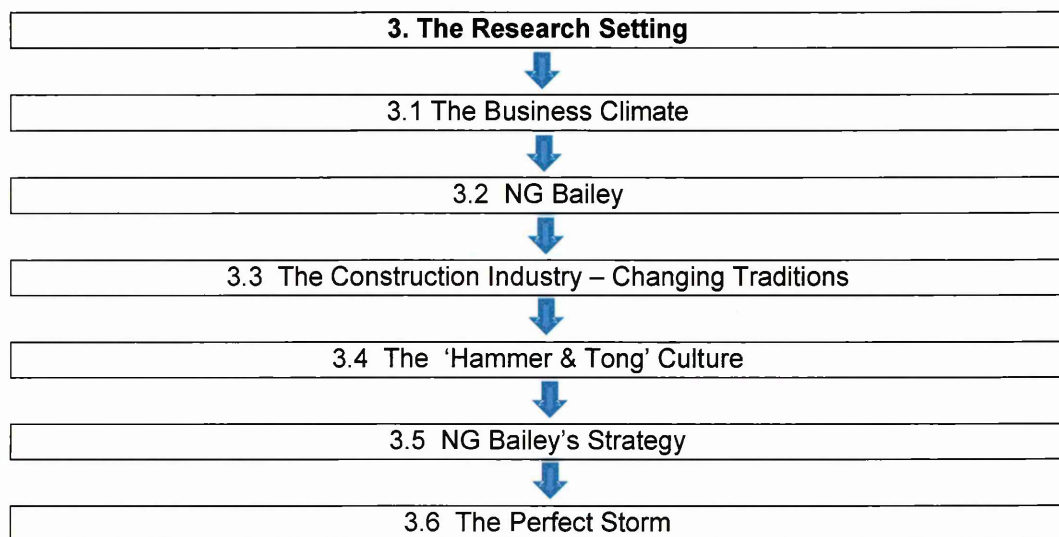 3. The Research Setting
3.1 The Business Climate
3.2 NG Bailey
3.3 The Construction Industry – Changing Traditions
3.4 The 'Hammer & Tong' Culture
3.5 NG Bailey's Strategy
3.6 The Perfect Storm